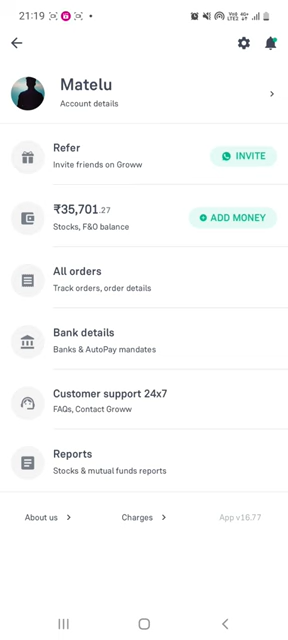 21:19
Matelu
Account details
Refer
Invite friends on Groww
INVITE
₹35,701.27
Stocks, F&O balance
ADD MONEY
All orders
Track orders, order details
Bank details
Banks & AutoPay mandates
Customer support 24x7
FAQs, Contact Groww
Reports
Stocks & mutual funds reports
About us
Charges
App v16.77